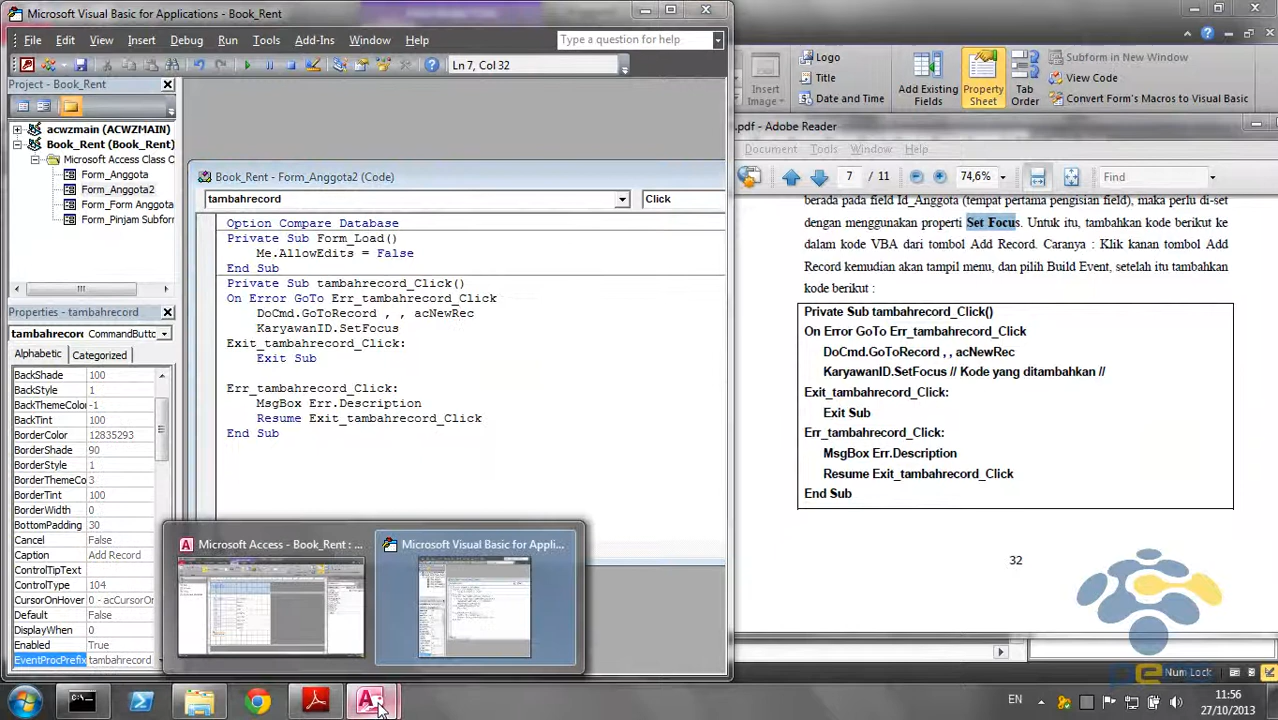 Microsoft Visual Basic for Applications - Book_Rent
File Edit View Insert Debug Run Tools Add-Ins Window Help
Type a question for help
Ln 7, Col 32
Project - Book_Rent
acwzmain (ACWZMAIN)
Book_Rent (Book_Rent)
Microsoft Access Class O
Form_Anggota
Form_Anggota2
Form_Form Anggota
Form_Pinjam Subform
Properties - tambahrecord
tambahrecord CommandButto
Alphabetic Categorized
BackShade 100
BackStyle 1
BackThemeColor -1
BackTint 100
BorderColor 12835293
BorderShade 90
BorderStyle 1
BorderThemeCo 3
BorderTint 100
BorderWidth 0
BottomPadding 30
Cancel False
Caption Add Record
ControlTipText
ControlType 104
CursorOnHover 0 - acCursorOn
Default False
DisplayWhen 0
Enabled True
EventProcPrefix tambahrecord
Book_Rent - Form_Anggota2 (Code)
tambahrecord Click
Option Compare Database
Private Sub Form_Load()
Me.AllowEdits = False
End Sub
Private Sub tambahrecord_Click()
On Error GoTo Err_tambahrecord_Click
DoCmd.GoToRecord , , acNewRec
KaryawanID.SetFocus
Exit_tambahrecord_Click:
Exit Sub
Err_tambahrecord_Click:
MsgBox Err.Description
Resume Exit_tambahrecord_Click
End Sub
Microsoft Access - Book_Rent : ...
Microsoft Visual Basic for Appli...
Insert Image
Logo
Title
Date and Time
Add Existing Fields
Property Sheet
Tab Order
Subform in New Window
View Code
Convert Form's Macros to Visual Basic
.pdf - Adobe Reader
Document Tools Window Help
7 / 11 74,6% Find
berada pada field Id_Anggota (tempat pertama pengisian field), maka perlu di-set
dengan menggunakan properti Set Focus. Untuk itu, tambahkan kode berikut ke
dalam kode VBA dari tombol Add Record. Caranya : Klik kanan tombol Add
Record kemudian akan tampil menu, dan pilih Build Event, setelah itu tambahkan
kode berikut :
Private Sub tambahrecord_Click()
On Error GoTo Err_tambahrecord_Click
DoCmd.GoToRecord , , acNewRec
KaryawanID.SetFocus // Kode yang ditambahkan //
Exit_tambahrecord_Click:
Exit Sub
Err_tambahrecord_Click:
MsgBox Err.Description
Resume Exit_tambahrecord_Click
End Sub
32
Num Lock
EN
11:56
27/10/2013